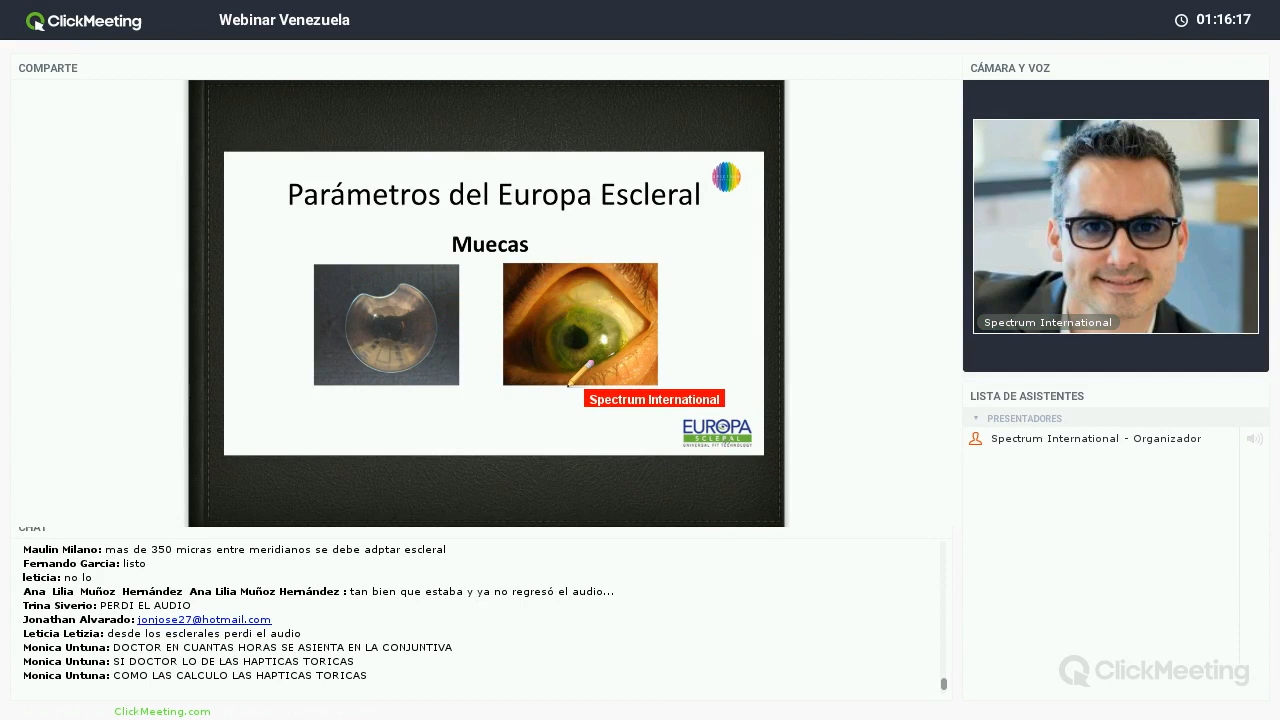 ClickMeeting
Webinar Venezuela
01:16:17
COMPARTE
CÁMARA Y VOZ
Parámetros del Europa Escleral
Muecas
Spectrum International
EUROPA
SCLERAL
UNIVERSAL FIT TECHNOLOGY
Spectrum International
LISTA DE ASISTENTES
PRESENTADORES
Spectrum International - Organizador
CHAT
Maulin Milano: mas de 350 micras entre meridianos se debe adptar escleral
Fernando Garcia: listo
leticia: no lo
Ana Lilia Muñoz Hernández Ana Lilia Muñoz Hernández : tan bien que estaba y ya no regresó el audio...
Trina Siverio: PERDI EL AUDIO
Jonathan Alvarado: jonjose27@hotmail.com
Leticia Letizia: desde los esclerales perdi el audio
Monica Untuna: DOCTOR EN CUANTAS HORAS SE ASIENTA EN LA CONJUNTIVA
Monica Untuna: SI DOCTOR LO DE LAS HAPTICAS TORICAS
Monica Untuna: COMO LAS CALCULO LAS HAPTICAS TORICAS
ClickMeeting
ClickMeeting.com